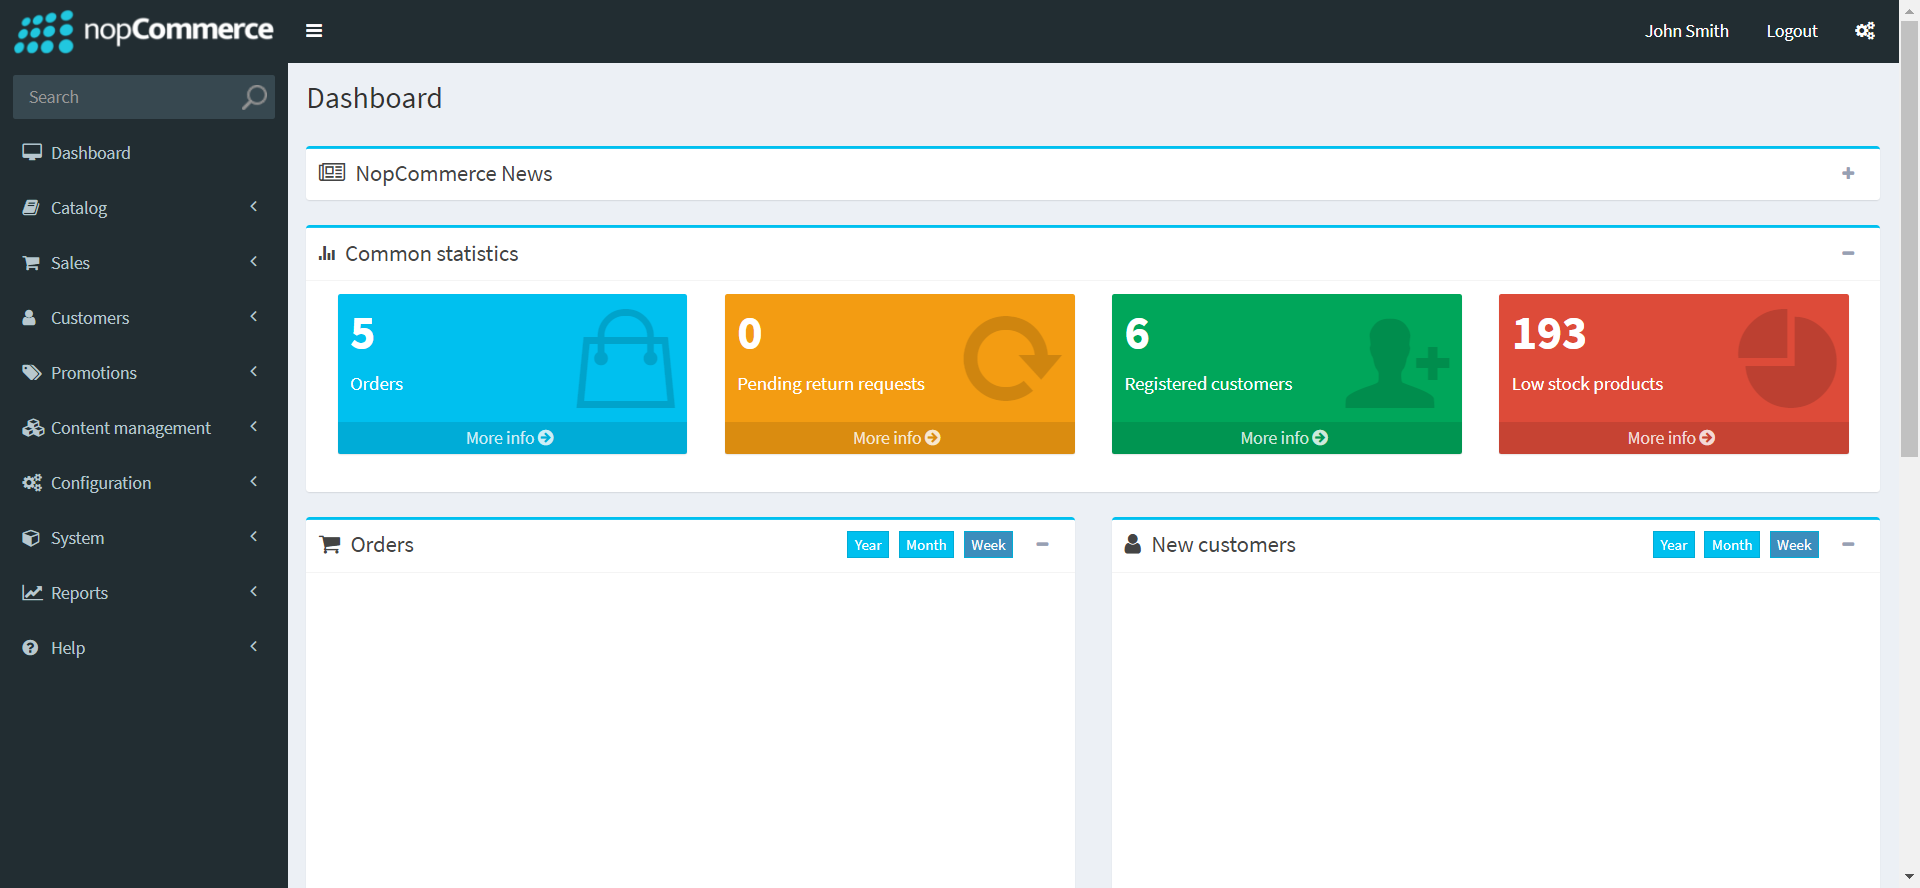 nopCommerce
John Smith
Logout
Search
Dashboard
Catalog
Sales
Customers
Promotions
Content management
Configuration
System
Reports
Help
Dashboard
NopCommerce News
Common statistics
5
Orders
More info
0
Pending return requests
More info
6
Registered customers
More info
193
Low stock products
More info
Orders
Year Month Week
New customers
Year Month Week